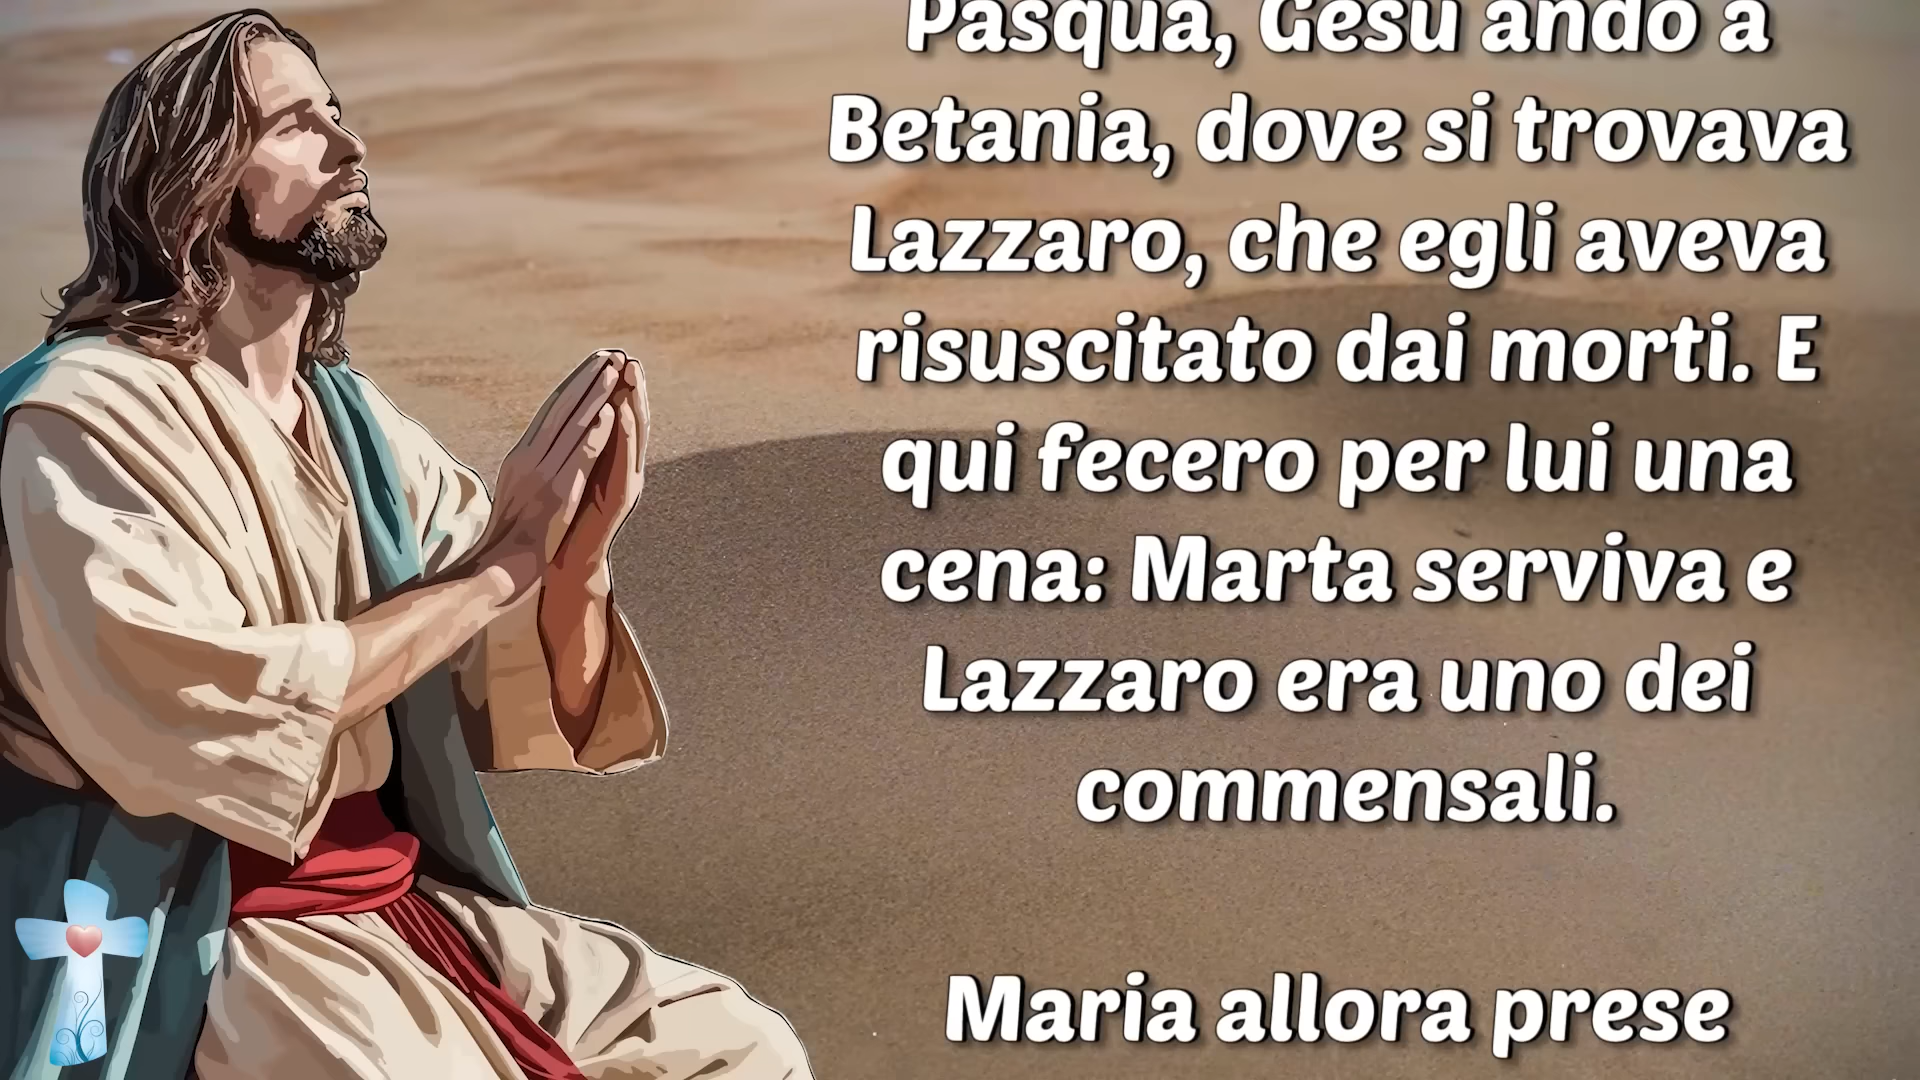 Pasqua, Gesù andò a
Betania, dove si trovava
Lazzaro, che egli aveva
risuscitato dai morti. E
qui fecero per lui una
cena: Marta serviva e
Lazzaro era uno dei
commensali.
Maria allora prese